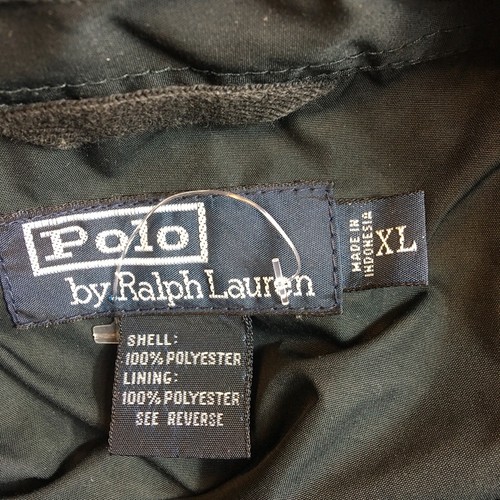 Polo
by Ralph Lauren
MADE IN
INDONESIA
XL
SHELL:
100% POLYESTER
LINING:
100% POLYESTER
SEE REVERSE